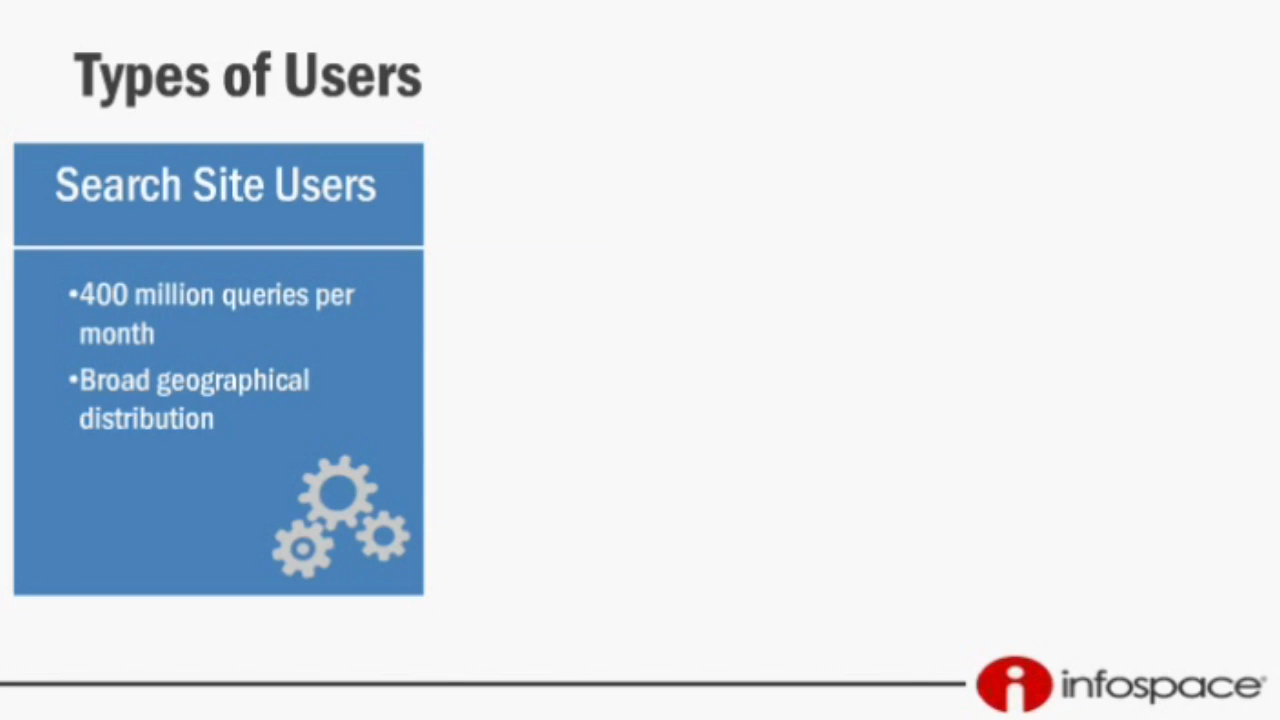 Types of Users
Search Site Users
•400 million queries per
month
•Broad geographical
distribution
infospace